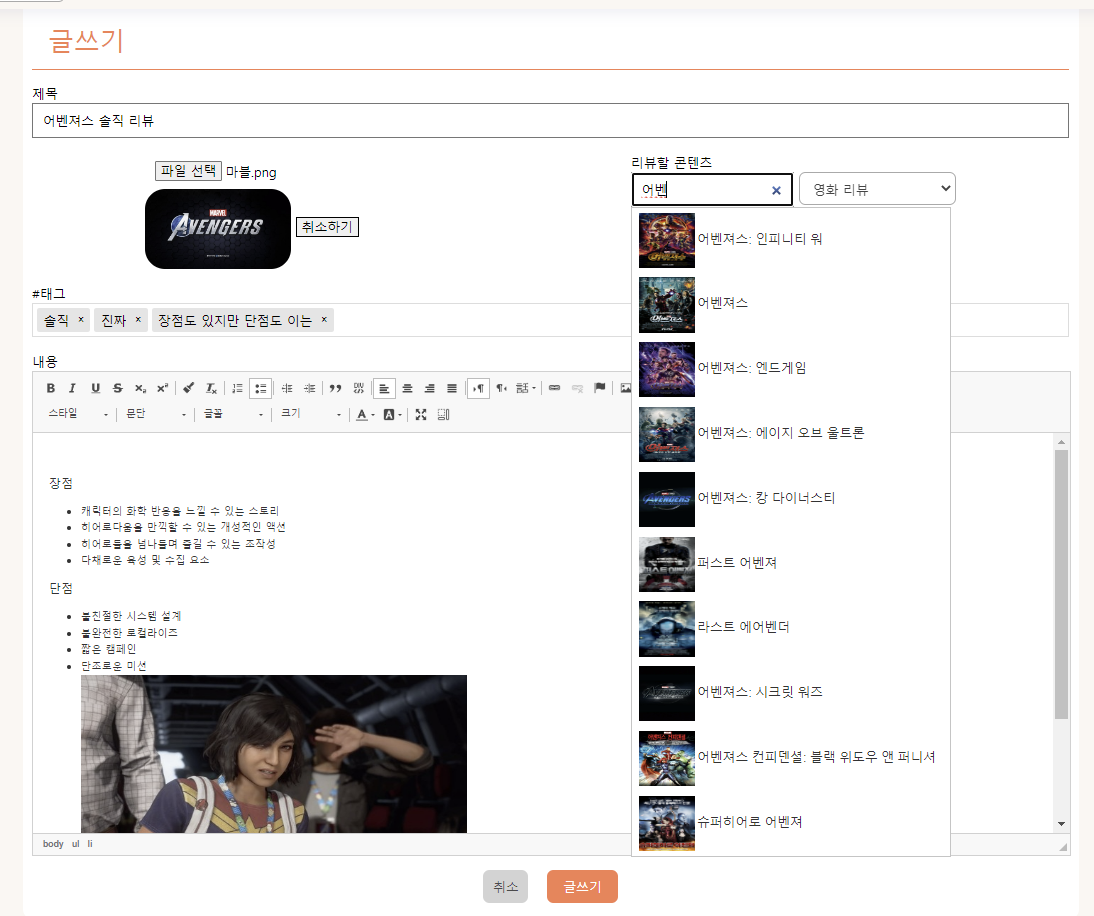 글쓰기
제목
어벤져스 솔직 리뷰
파일 선택 마블.png
MARVEL
AVENGERS
취소하기
리뷰할 콘텐츠
어벤 ×
영화 리뷰
어벤져스: 인피니티 워
어벤져스
어벤져스: 엔드게임
어벤져스: 에이지 오브 울트론
어벤져스: 캉 다이너스티
퍼스트 어벤져
라스트 에어벤더
어벤져스: 시크릿 워즈
어벤져스 컨피덴셜: 블랙 위도우 앤 퍼니셔
슈퍼히어로 어벤져
#태그
솔직 × 진짜 × 장점도 있지만 단점도 이는 ×
내용
스타일 문단 글꼴 크기
장점
캐릭터의 화학 반응을 느낄 수 있는 스토리
히어로다움을 만끽할 수 있는 개성적인 액션
히어로들을 넘나들며 즐길 수 있는 조작성
다채로운 육성 및 수집 요소
단점
불친절한 시스템 설계
불완전한 로컬라이즈
짧은 캠페인
단조로운 미션
body ul li
취소 글쓰기